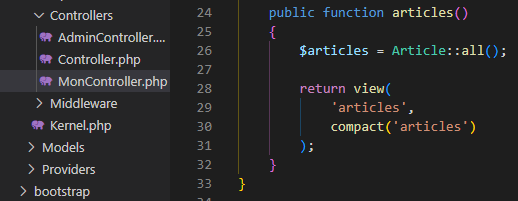 Controllers
AdminController....
Controller.php
MonController.php
Middleware
Kernel.php
Models
Providers
bootstrap
24 public function articles()
25 {
26 $articles = Article::all();
27
28 return view(
29 'articles',
30 compact('articles')
31 );
32 }
33 }